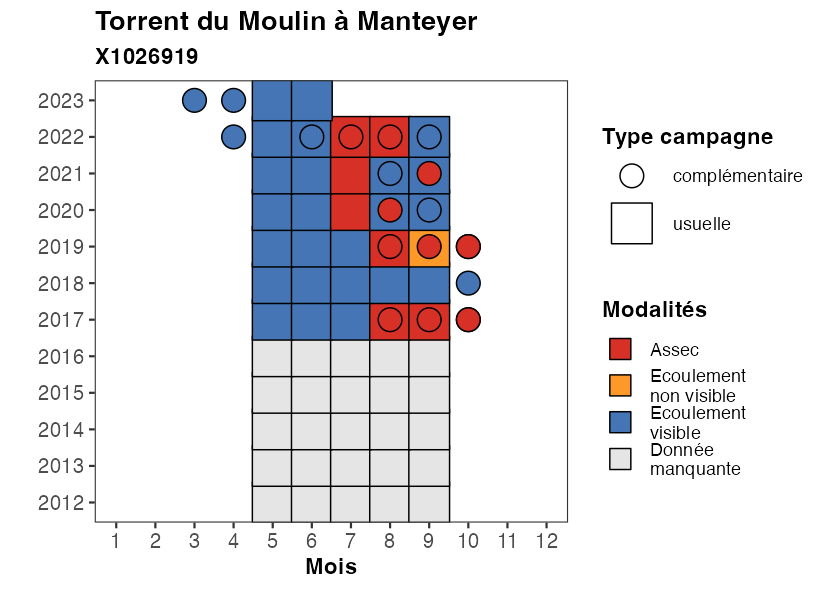 Torrent du Moulin à Manteyer
X1026919
2023
2022
2021
2020
2019
2018
2017
2016
2015
2014
2013
2012
1 2 3 4 5 6 7 8 9 10 11 12
Mois
Type campagne
complémentaire
usuelle
Modalités
Assec
Ecoulement
non visible
Ecoulement
visible
Donnée
manquante